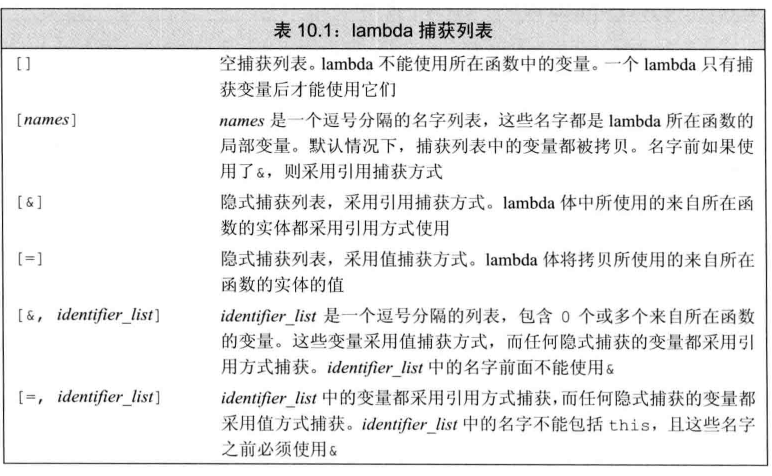 表 10.1：lambda 捕获列表
[] 空捕获列表。lambda 不能使用所在函数中的变量。一个 lambda 只有捕
获变量后才能使用它们
[names] names 是一个逗号分隔的名字列表，这些名字都是 lambda 所在函数的
局部变量。默认情况下，捕获列表中的变量都被拷贝。名字前如果使
用了&，则采用引用捕获方式
[&] 隐式捕获列表，采用引用捕获方式。lambda 体中所使用的来自所在函
数的实体都采用引用方式使用
[=] 隐式捕获列表，采用值捕获方式。lambda 体将拷贝所使用的来自所在
函数的实体的值
[&, identifier_list] identifier_list 是一个逗号分隔的列表，包含 0 个或多个来自所在函数
的变量。这些变量采用值捕获方式，而任何隐式捕获的变量都采用引
用方式捕获。identifier_list 中的名字前面不能使用&
[=, identifier_list] identifier_list 中的变量都采用引用方式捕获，而任何隐式捕获的变量都
采用值方式捕获。identifier_list 中的名字不能包括 this，且这些名字
之前必须使用&